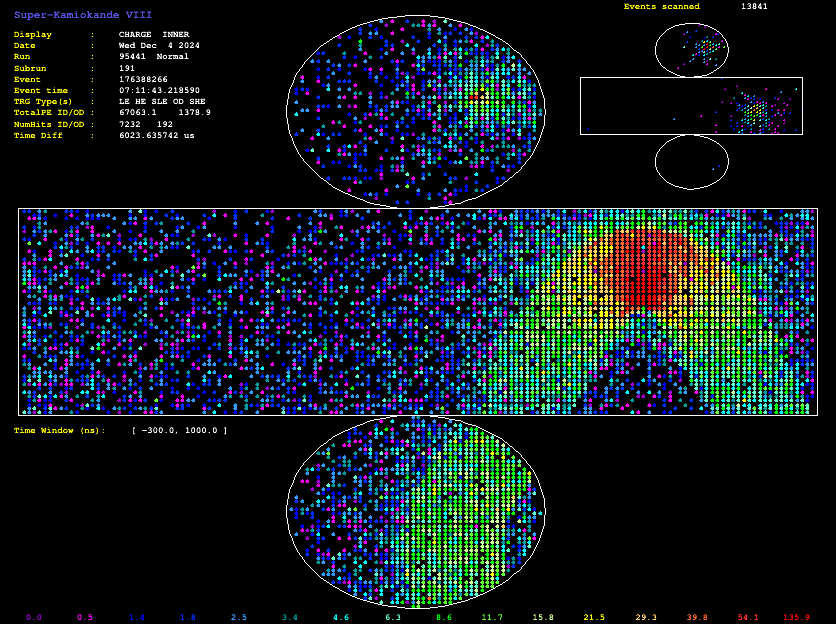 Super-Kamiokande VIII
Events scanned 13841
Display : CHARGE INNER
Date : Wed Dec 4 2024
Run : 95441 Normal
Subrun : 191
Event : 176388266
Event time : 07:11:43.218590
TRG Type(s) : LE HE SLE OD SHE
TotalPE ID/OD : 67063.1 1378.9
NumHits ID/OD : 7232 192
Time Diff : 6023.635742 us
Time Window (ns): [ -300.0, 1000.0 ]
0.0 0.5 1.1 1.8 2.5 3.4 4.6 6.3 8.6 11.7 15.8 21.5 29.3 39.8 54.1 135.9